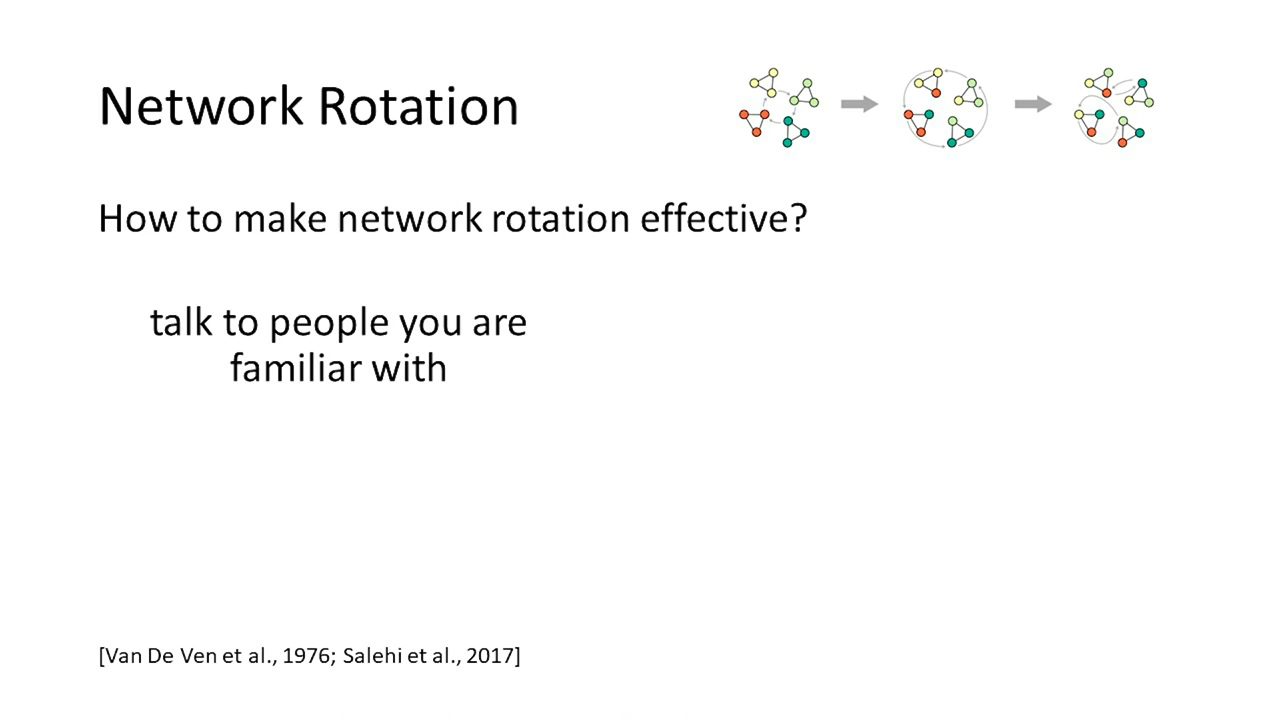 Network Rotation
How to make network rotation effective?
talk to people you are
familiar with
[Van De Ven et al., 1976; Salehi et al., 2017]